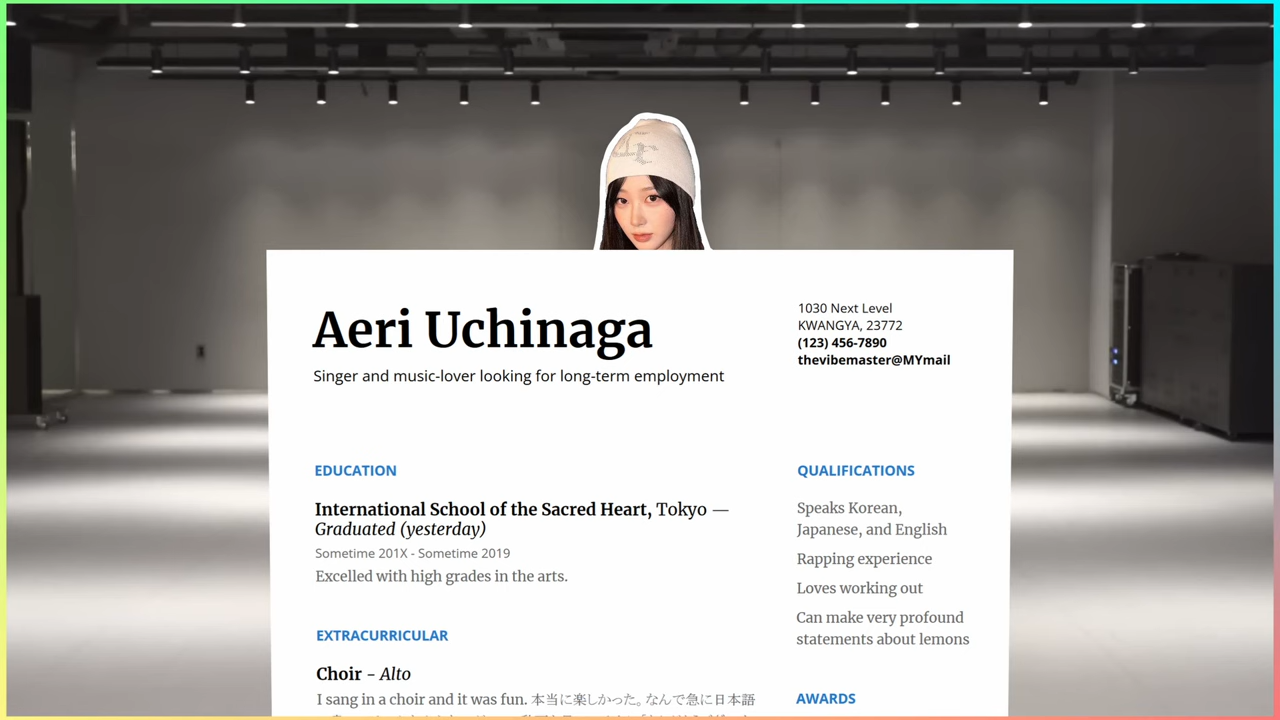 Aeri Uchinaga
Singer and music-lover looking for long-term employment
1030 Next Level
KWANGYA, 23772
(123) 456-7890
thevibemaster@MYmail
EDUCATION
International School of the Sacred Heart, Tokyo —
Graduated (yesterday)
Sometime 201X - Sometime 2019
Excelled with high grades in the arts.
EXTRACURRICULAR
Choir - Alto
I sang in a choir and it was fun. 本当に楽しかった。なんで急に日本語
QUALIFICATIONS
Speaks Korean,
Japanese, and English
Rapping experience
Loves working out
Can make very profound
statements about lemons
AWARDS